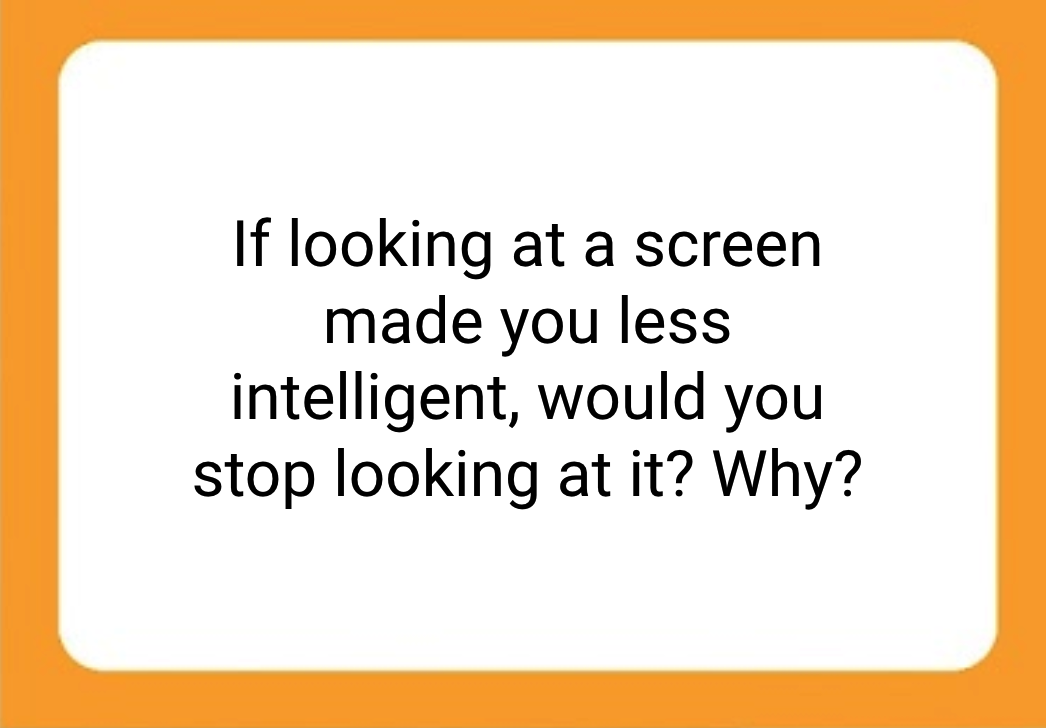 If looking at a screen
made you less
intelligent, would you
stop looking at it? Why?